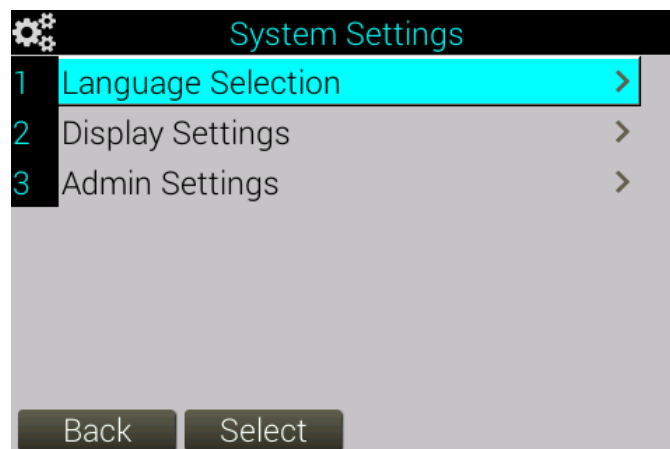 System Settings
1 Language Selection >
2 Display Settings >
3 Admin Settings >
Back Select